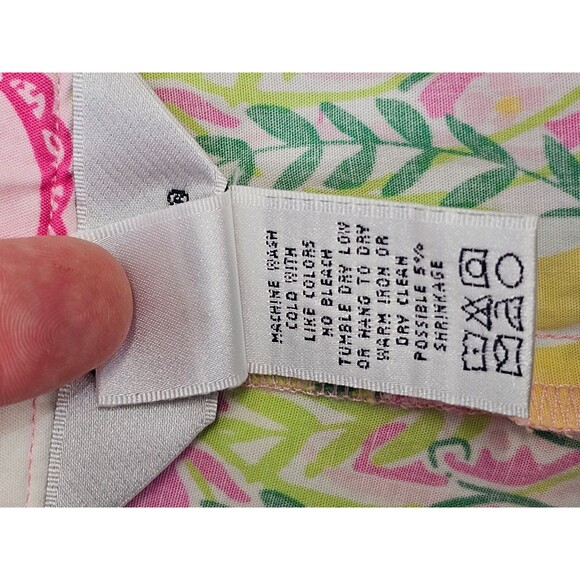 MACHINE WASH
COLD WITH
LIKE COLORS
NO BLEACH
TUMBLE DRY LOW
OR HANG TO DRY
WARM IRON OR
DRY CLEAN
POSSIBLE 5%
SHRINKAGE